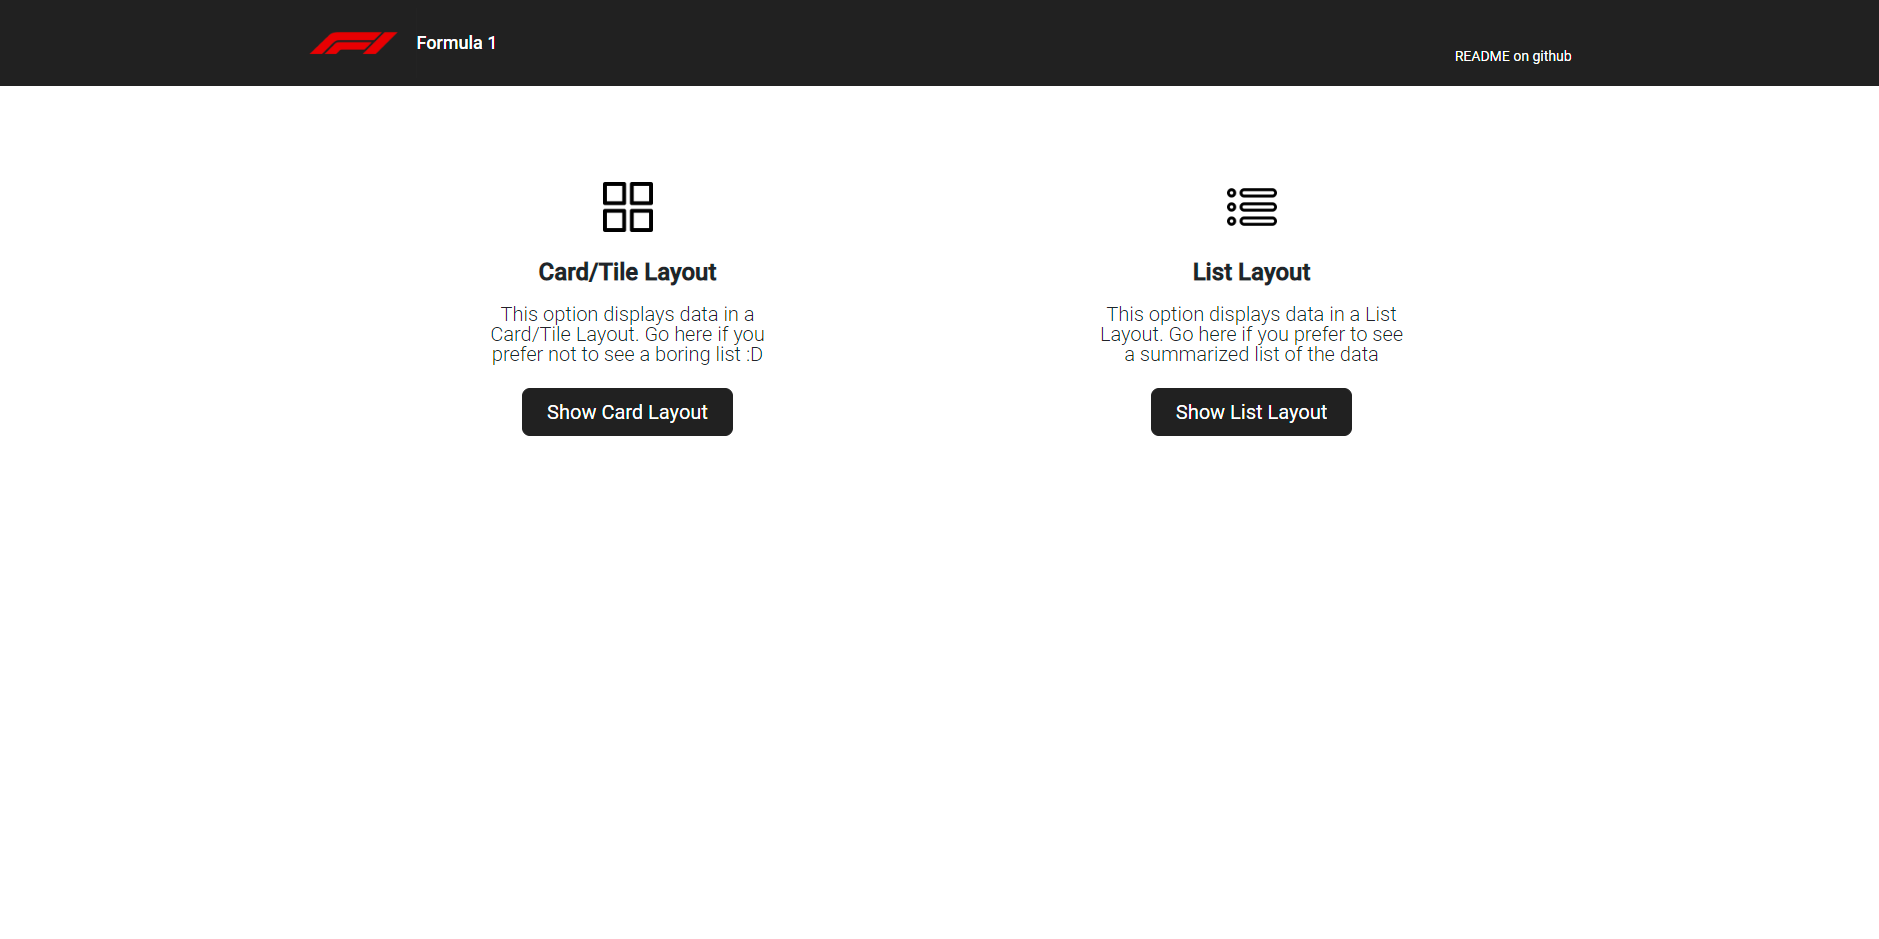 Formula 1
README on github
Card/Tile Layout
This option displays data in a
Card/Tile Layout. Go here if you
prefer not to see a boring list :D
Show Card Layout
List Layout
This option displays data in a List
Layout. Go here if you prefer to see
a summarized list of the data
Show List Layout